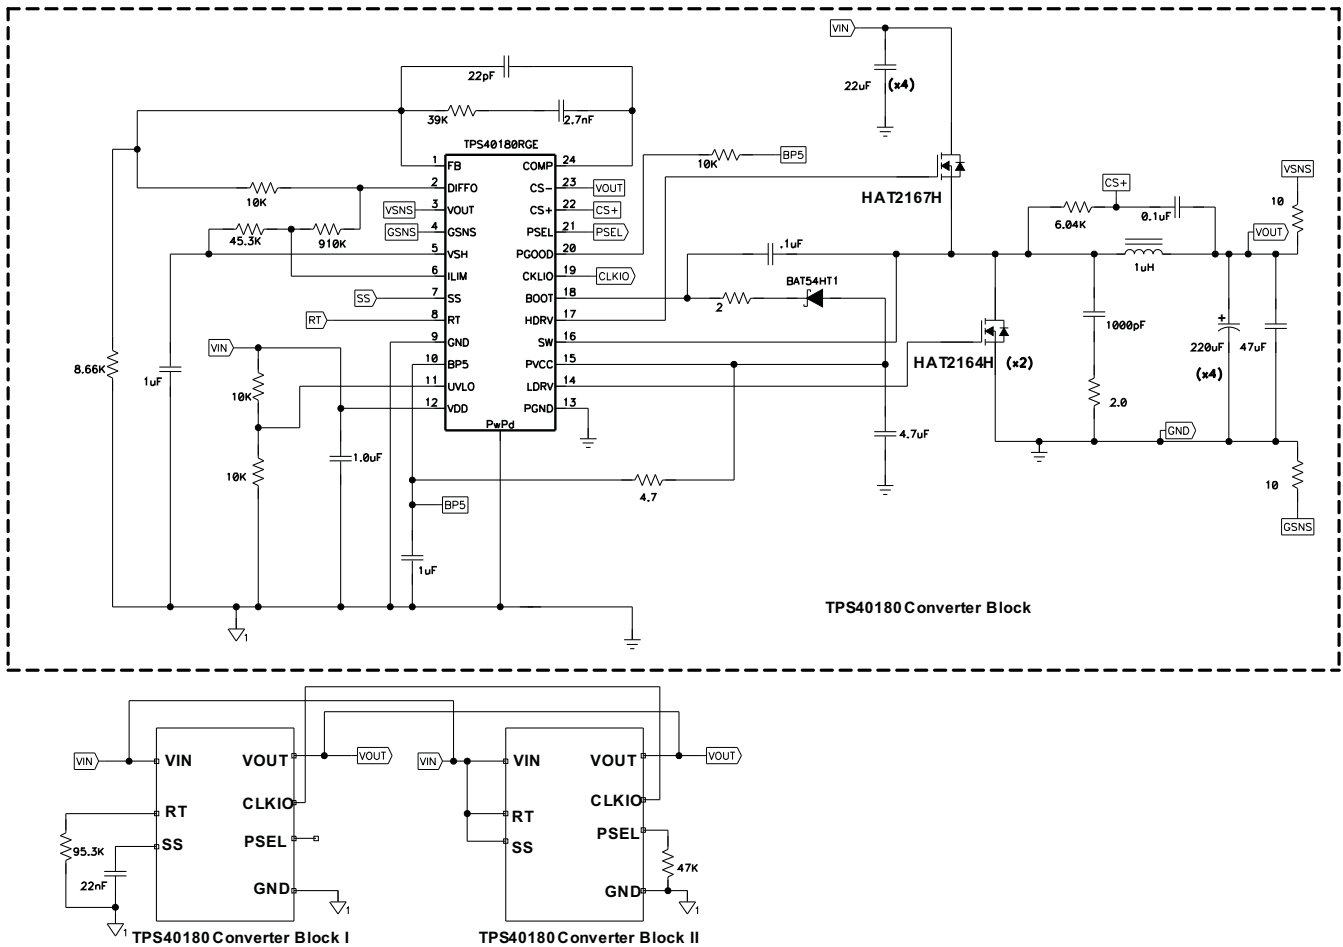 VIN
22pF
22uF (x4)
39K 2.7nF
TPS40180RGE
1 FB COMP 24
2 DIFFO CS- 23 VOUT
VSNS 3 VOUT CS+ 22 CS+
GSNS 4 GSNS PSEL 21 PSEL
5 VSH PGOOD 20
6 ILIM CKLIO 19 CLKIO
SS 7 SS BOOT 18
RT 8 RT HDRV 17
9 GND SW 16
10 BP5 PVCC 15
11 UVLO LDRV 14
12 VDD PGND 13
PwPd
10K
45.3K 910K
VIN
8.66K
1uF
10K
10K
1.0uF
BP5
1uF
4.7
10K BP5
HAT2167H
.1uF
2 BAT54HT1
HAT2164H (x2)
4.7uF
CS+
6.04K 0.1uF
1uH
VSNS
10
VOUT
1000pF
2.0
+
220uF 47uF
(x4)
GND
10
GSNS
1
TPS40180 Converter Block
VIN VIN VOUT VOUT
CLKIO
RT
95.3K SS PSEL
22nF
GND
1 1
TPS40180 Converter Block I
VIN VIN VOUT VOUT
CLKIO
RT
SS PSEL
47K
GND
1
TPS40180 Converter Block II